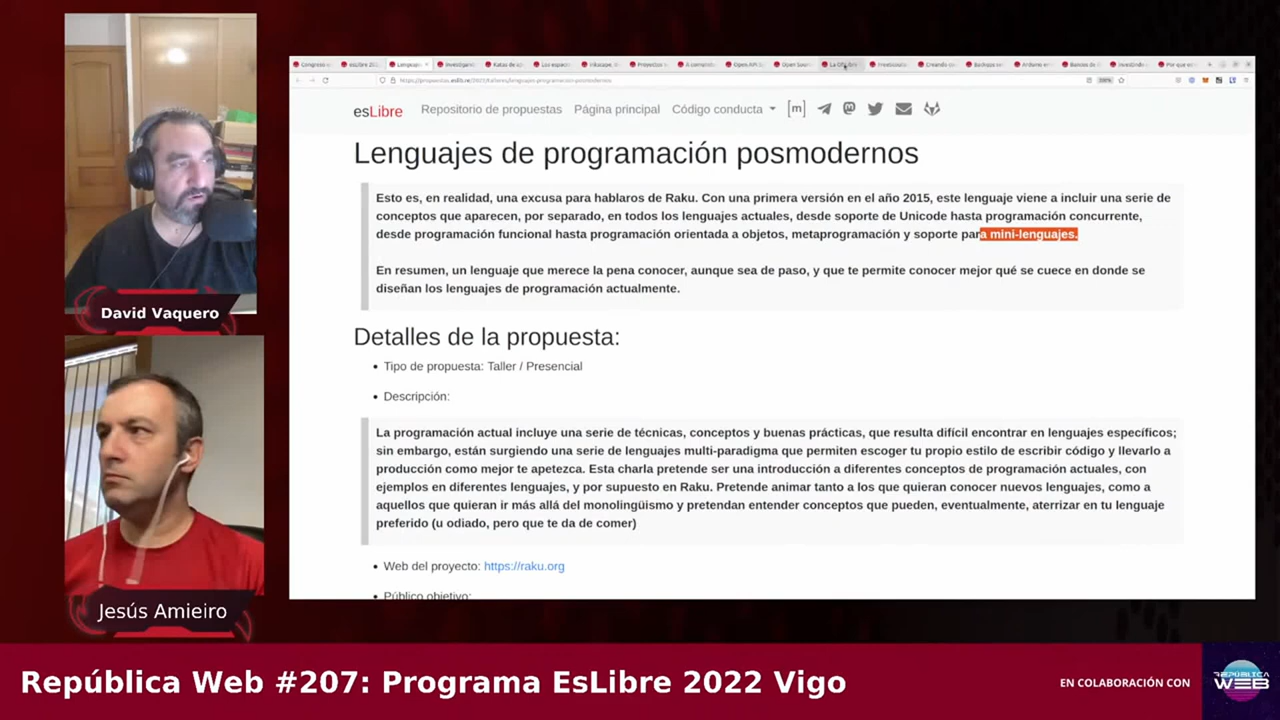 esLibre Repositorio de propuestas Página principal Código conducta [m]
Lenguajes de programación posmodernos
Esto es, en realidad, una excusa para hablaros de Raku. Con una primera versión en el año 2015, este lenguaje viene a incluir una serie de
conceptos que aparecen, por separado, en todos los lenguajes actuales, desde soporte de Unicode hasta programación concurrente,
desde programación funcional hasta programación orientada a objetos, metaprogramación y soporte para mini-lenguajes.
En resumen, un lenguaje que merece la pena conocer, aunque sea de paso, y que te permite conocer mejor qué se cuece en donde se
diseñan los lenguajes de programación actualmente.
Detalles de la propuesta:
• Tipo de propuesta: Taller / Presencial
• Descripción:
La programación actual incluye una serie de técnicas, conceptos y buenas prácticas, que resulta difícil encontrar en lenguajes específicos;
sin embargo, están surgiendo una serie de lenguajes multi-paradigma que permiten escoger tu propio estilo de escribir código y llevarlo a
producción como mejor te apetezca. Esta charla pretende ser una introducción a diferentes conceptos de programación actuales, con
ejemplos en diferentes lenguajes, y por supuesto en Raku. Pretende animar tanto a los que quieran conocer nuevos lenguajes, como a
aquellos que quieran ir más allá del monolingüismo y pretendan entender conceptos que pueden, eventualmente, aterrizar en tu lenguaje
preferido (u odiado, pero que te da de comer)
• Web del proyecto: https://raku.org
• Público objetivo:
David Vaquero
Jesús Amieiro
República Web #207: Programa EsLibre 2022 Vigo
EN COLABORACIÓN CON
REPÚBLICA
WEB